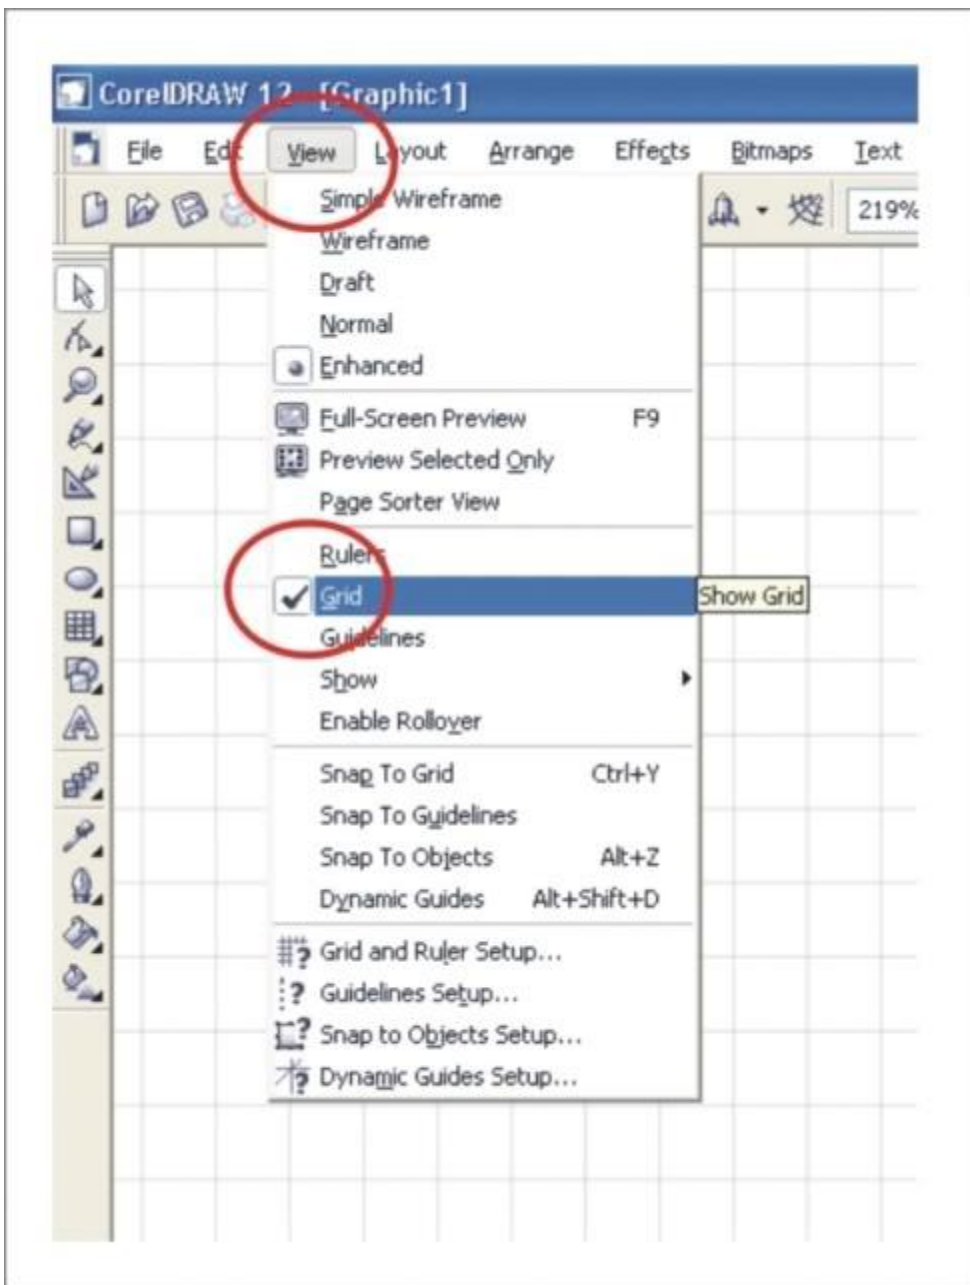 CorelDRAW 12 - [Graphic1]
File Edit View Layout Arrange Effects Bitmaps Text
219%
Simple Wireframe
Wireframe
Draft
Normal
Enhanced
Full-Screen Preview F9
Preview Selected Only
Page Sorter View
Rulers
Grid Show Grid
Guidelines
Show
Enable Rollover
Snap To Grid Ctrl+Y
Snap To Guidelines
Snap To Objects Alt+Z
Dynamic Guides Alt+Shift+D
Grid and Ruler Setup...
Guidelines Setup...
Snap to Objects Setup...
Dynamic Guides Setup...